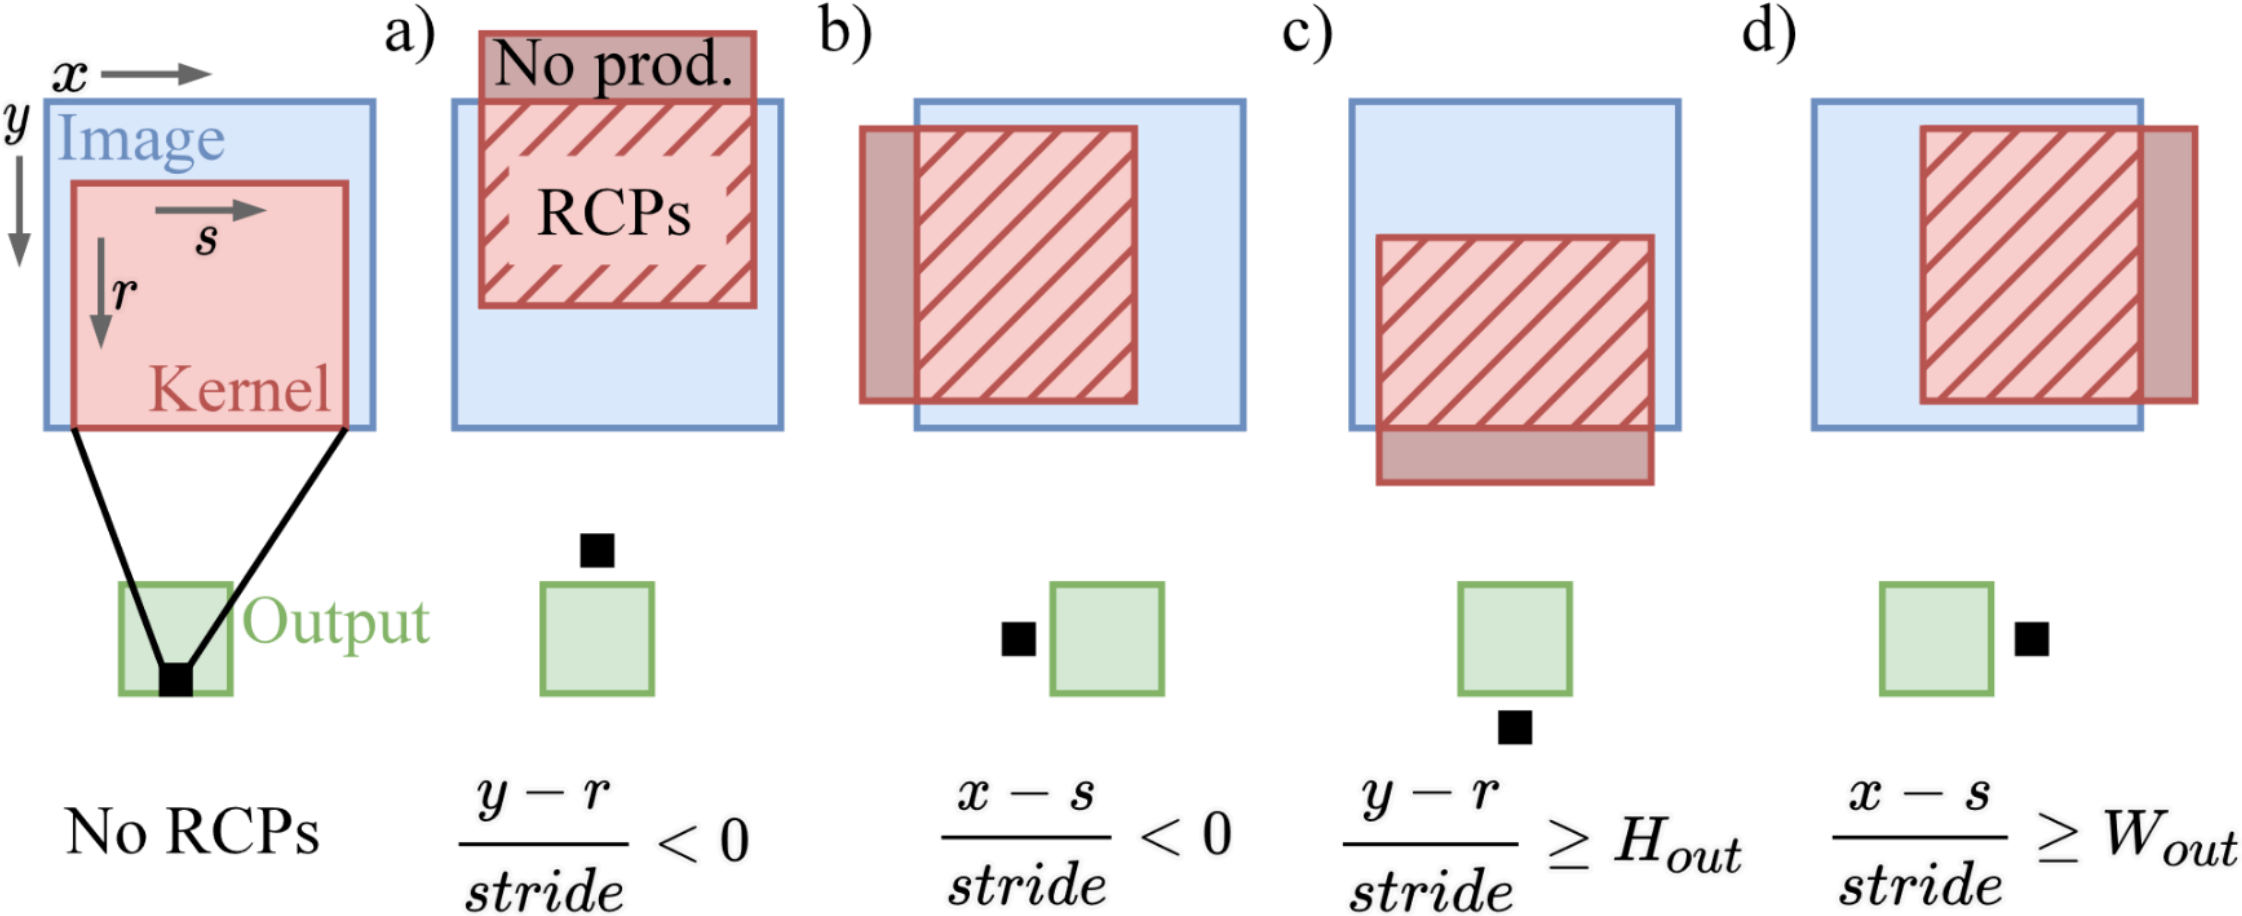 x
y
Image
s
r
Kernel
Output
No RCPs
a)
No prod.
RCPs
y − r
stride
< 0
b)
x − s
stride
< 0
c)
y − r
stride
≥ H_out
d)
x − s
stride
≥ W_out